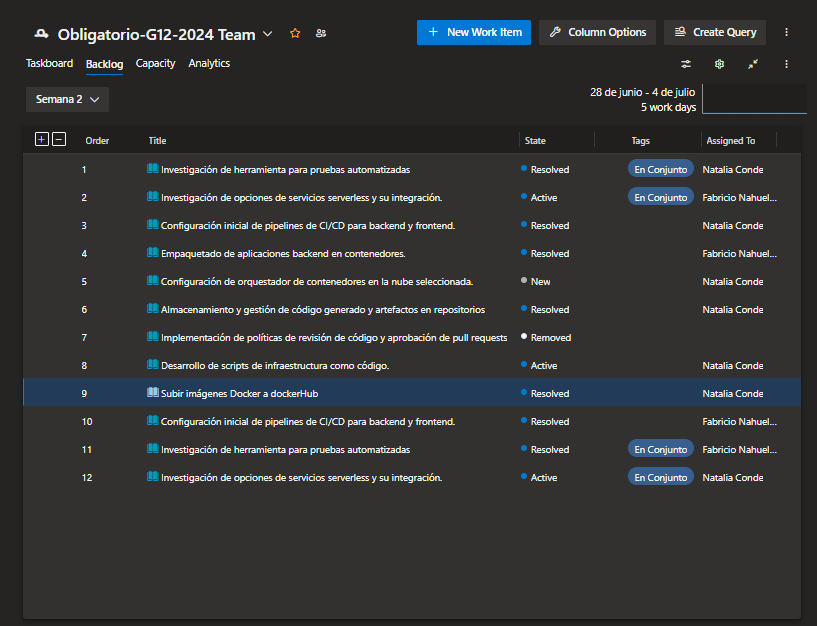 Obligatorio-G12-2024 Team
+ New Work Item
Column Options
Create Query
Taskboard Backlog Capacity Analytics
Semana 2
28 de junio - 4 de julio
5 work days
Order Title State Tags Assigned To
1 Investigación de herramienta para pruebas automatizadas Resolved En Conjunto Natalia Conde
2 Investigación de opciones de servicios serverless y su integración. Active En Conjunto Fabricio Nahuel...
3 Configuración inicial de pipelines de CI/CD para backend y frontend. Resolved Natalia Conde
4 Empaquetado de aplicaciones backend en contenedores. Resolved Fabricio Nahuel...
5 Configuración de orquestador de contenedores en la nube seleccionada. New Natalia Conde
6 Almacenamiento y gestión de código generado y artefactos en repositorios Resolved Natalia Conde
7 Implementación de políticas de revisión de código y aprobación de pull requests Removed
8 Desarrollo de scripts de infraestructura como código. Active Natalia Conde
9 Subir imágenes Docker a dockerHub Resolved Natalia Conde
10 Configuración inicial de pipelines de CI/CD para backend y frontend. Resolved Fabricio Nahuel...
11 Investigación de herramienta para pruebas automatizadas Resolved En Conjunto Fabricio Nahuel...
12 Investigación de opciones de servicios serverless y su integración. Active En Conjunto Natalia Conde